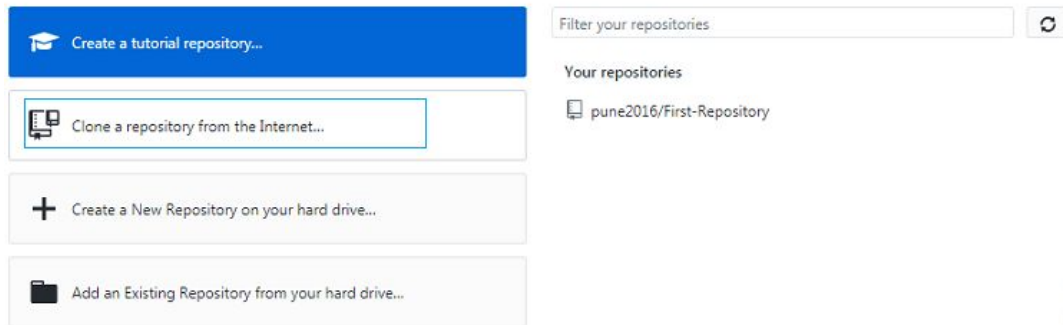 Create a tutorial repository...
Clone a repository from the Internet...
Create a New Repository on your hard drive...
Add an Existing Repository from your hard drive...
Filter your repositories
Your repositories
pune2016/First-Repository